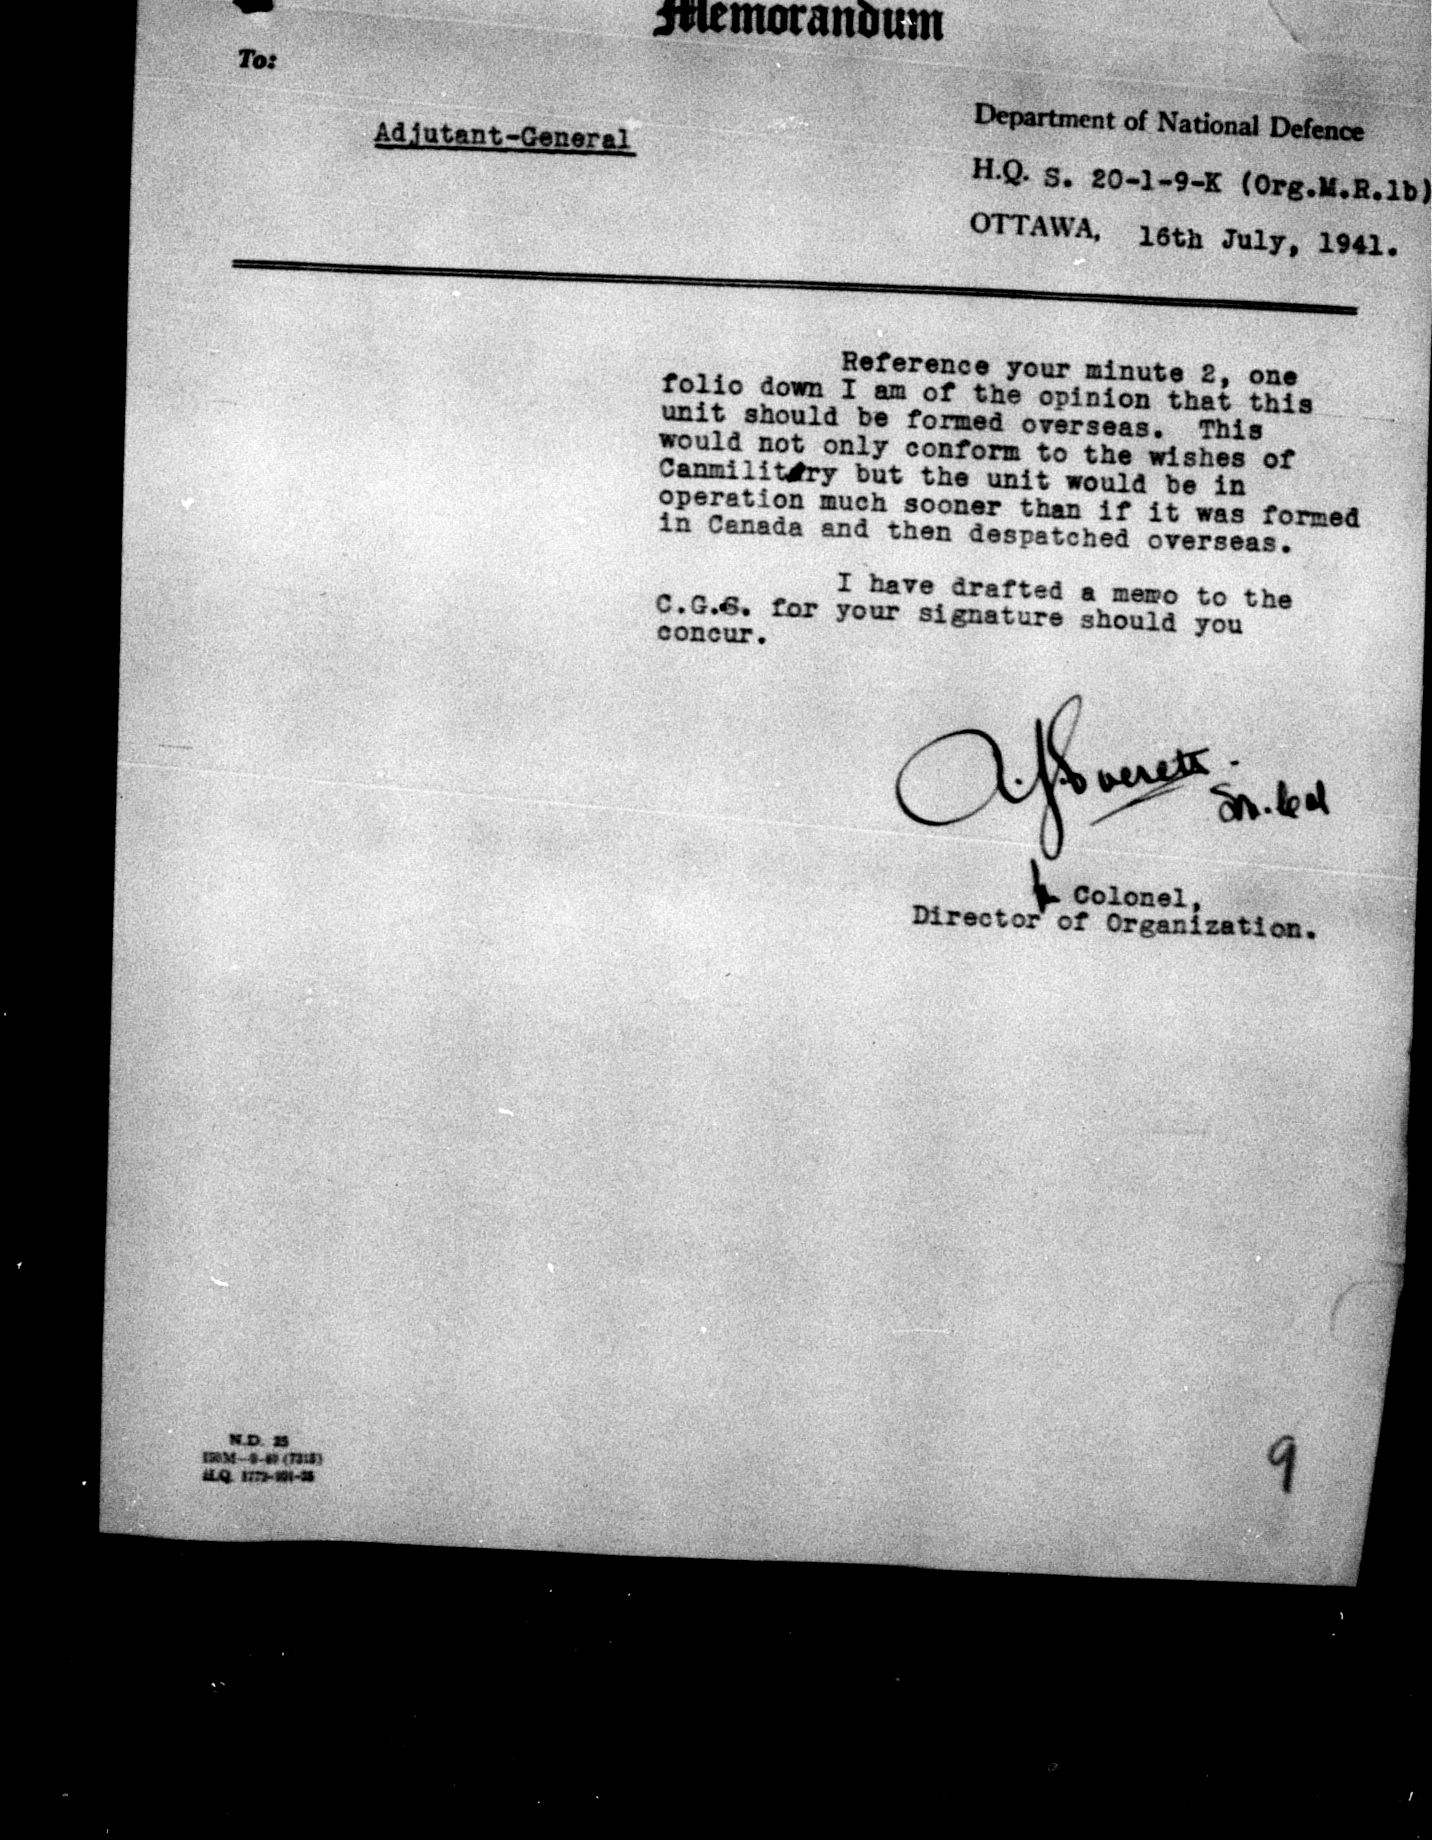 Memorandum
To:
Adjutant-General
Department of National Defence
H.Q. S. 20-1-9-K (Org.M.R.1b)
OTTAWA, 16th July, 1941.
Reference your minute 2, one
folio down I am of the opinion that this
unit should be formed overseas. This
would not only conform to the wishes of
Canmilitary but the unit would be in
operation much sooner than if it was formed
in Canada and then despatched overseas.
I have drafted a memo to the
C.G.S. for your signature should you
concur.
Colonel,
Director of Organization.
N.D. 25
H.Q.
9